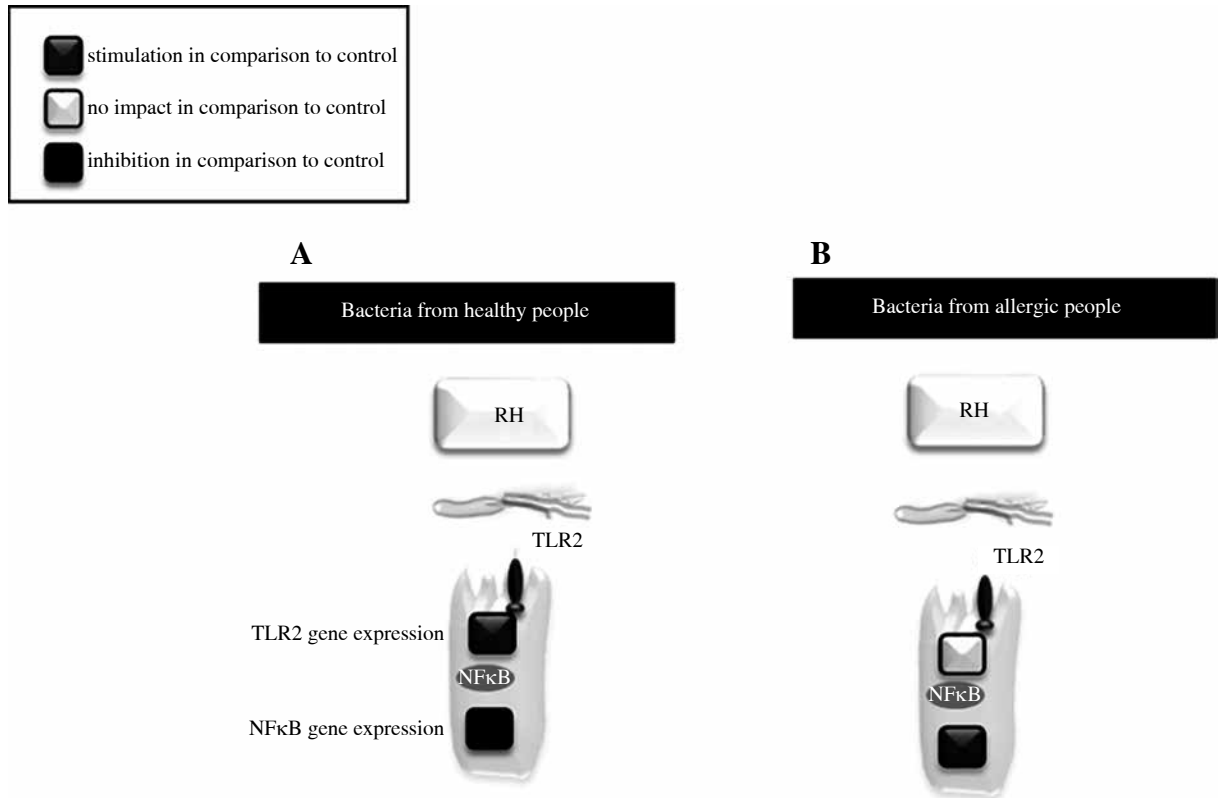 stimulation in comparison to control
no impact in comparison to control
inhibition in comparison to control
A
Bacteria from healthy people
RH
TLR2
TLR2 gene expression
NFκB
NFκB gene expression
B
Bacteria from allergic people
RH
TLR2
NFκB